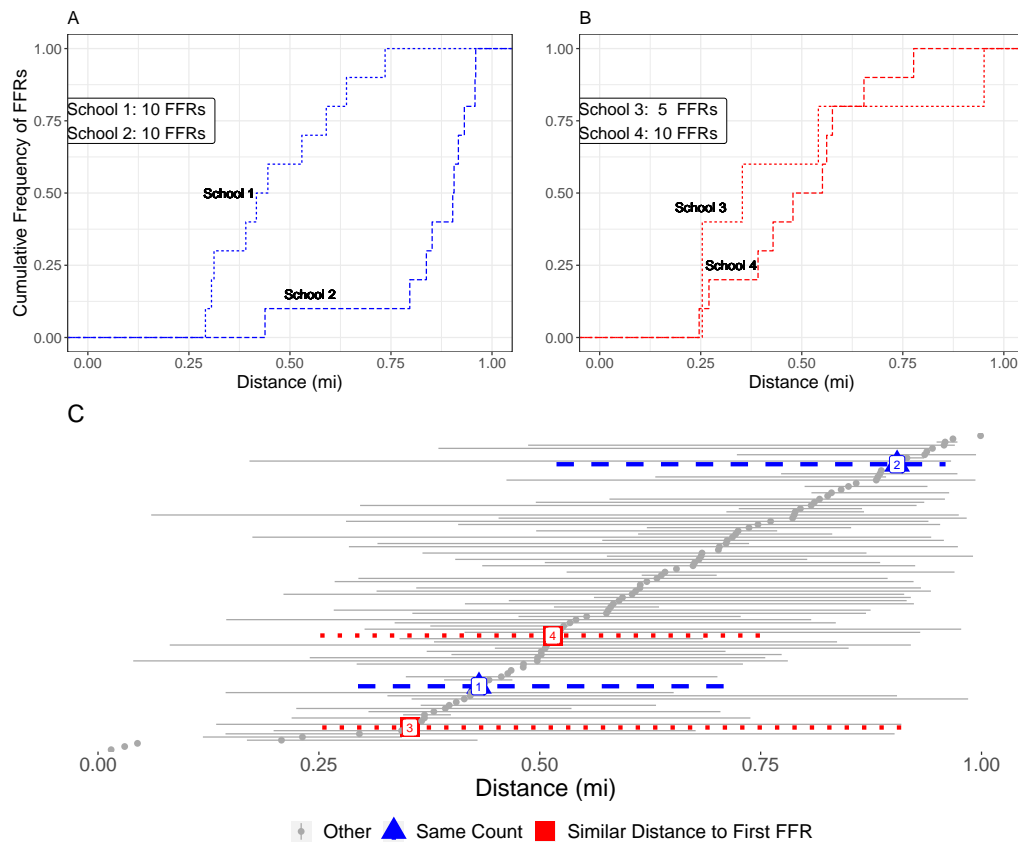 A
Cumulative Frequency of FFRs
1.00
0.75
0.50
0.25
0.00
School 1: 10 FFRs
School 2: 10 FFRs
School 1
School 2
0.00 0.25 0.50 0.75 1.00
Distance (mi)
B
1.00
0.75
0.50
0.25
0.00
School 3: 5 FFRs
School 4: 10 FFRs
School 3
School 4
0.00 0.25 0.50 0.75 1.00
Distance (mi)
C
2
4
1
3
0.00 0.25 0.50 0.75 1.00
Distance (mi)
Other Same Count Similar Distance to First FFR